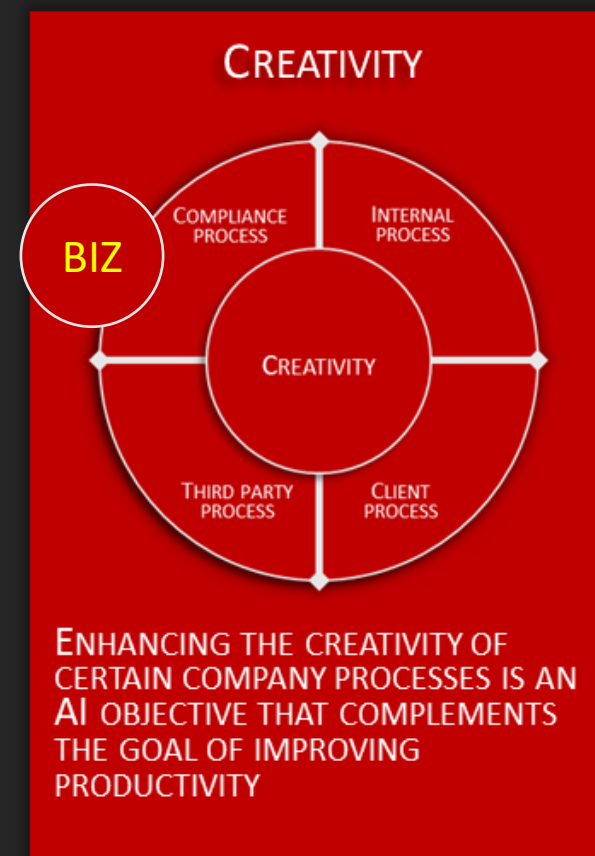 CREATIVITY
COMPLIANCE
PROCESS
INTERNAL
PROCESS
BIZ
CREATIVITY
THIRD PARTY
PROCESS
CLIENT
PROCESS
ENHANCING THE CREATIVITY OF
CERTAIN COMPANY PROCESSES IS AN
AI OBJECTIVE THAT COMPLEMENTS
THE GOAL OF IMPROVING
PRODUCTIVITY